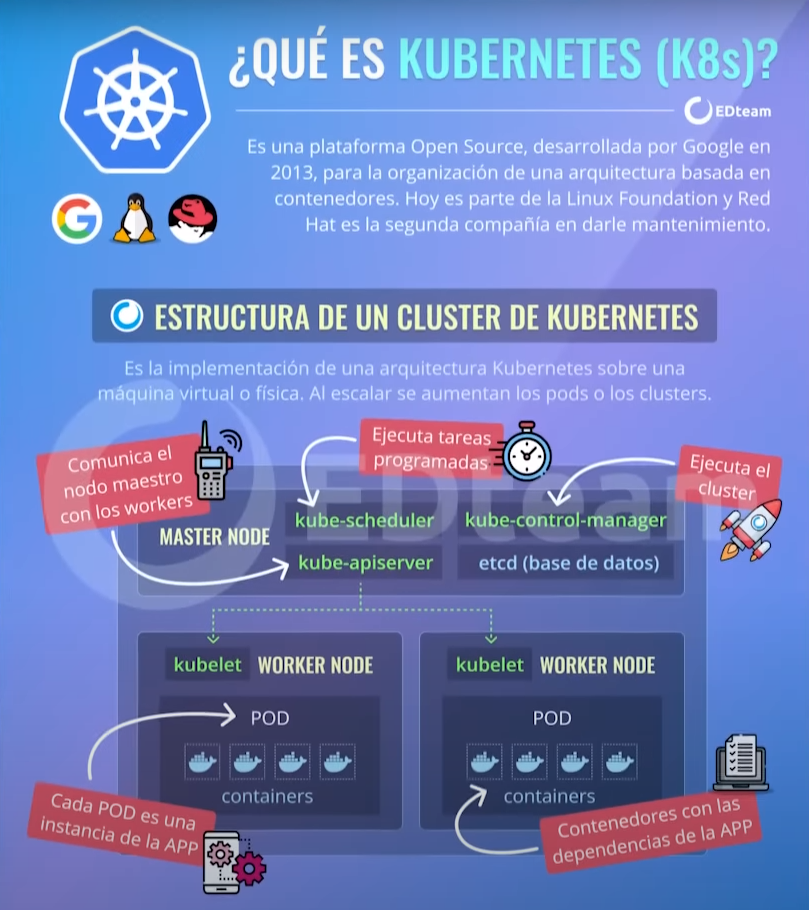 ¿QUÉ ES KUBERNETES (K8s)?
EDteam
Es una plataforma Open Source, desarrollada por Google en
2013, para la organización de una arquitectura basada en
contenedores. Hoy es parte de la Linux Foundation y Red
Hat es la segunda compañía en darle mantenimiento.
ESTRUCTURA DE UN CLUSTER DE KUBERNETES
Es la implementación de una arquitectura Kubernetes sobre una
máquina virtual o física. Al escalar se aumentan los pods o los clusters.
Comunica el
nodo maestro
con los workers
Ejecuta tareas
programadas
Ejecuta el
cluster
EDteam
MASTER NODE
kube-scheduler
kube-control-manager
kube-apiserver
etcd (base de datos)
kubelet WORKER NODE
kubelet WORKER NODE
POD
POD
containers
containers
Cada POD es una
instancia de la APP
Contenedores con las
dependencias de la APP